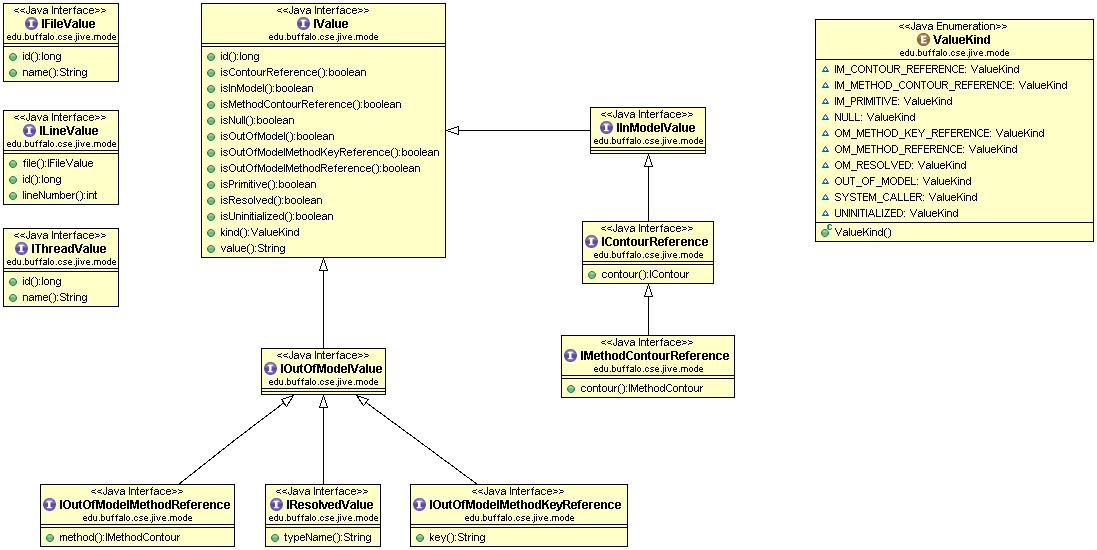 <<Java Interface>>
I IFileValue
edu.buffalo.cse.jive.mode
id():long
name():String
<<Java Interface>>
I ILineValue
edu.buffalo.cse.jive.mode
file():IFileValue
id():long
lineNumber():int
<<Java Interface>>
I IThreadValue
edu.buffalo.cse.jive.mode
id():long
name():String
<<Java Interface>>
I IValue
edu.buffalo.cse.jive.mode
id():long
isContourReference():boolean
isInModel():boolean
isMethodContourReference():boolean
isNull():boolean
isOutOfModel():boolean
isOutOfModelMethodKeyReference():boolean
isOutOfModelMethodReference():boolean
isPrimitive():boolean
isResolved():boolean
isUninitialized():boolean
kind():ValueKind
value():String
<<Java Interface>>
I IInModelValue
edu.buffalo.cse.jive.mode
<<Java Interface>>
I IContourReference
edu.buffalo.cse.jive.mode
contour():IContour
<<Java Interface>>
I IMethodContourReference
edu.buffalo.cse.jive.mode
contour():IMethodContour
<<Java Enumeration>>
E ValueKind
edu.buffalo.cse.jive.mode
IM_CONTOUR_REFERENCE: ValueKind
IM_METHOD_CONTOUR_REFERENCE: ValueKind
IM_PRIMITIVE: ValueKind
NULL: ValueKind
OM_METHOD_KEY_REFERENCE: ValueKind
OM_METHOD_REFERENCE: ValueKind
OM_RESOLVED: ValueKind
OUT_OF_MODEL: ValueKind
SYSTEM_CALLER: ValueKind
UNINITIALIZED: ValueKind
C ValueKind()
<<Java Interface>>
I IOutOfModelValue
edu.buffalo.cse.jive.mode
<<Java Interface>>
I IOutOfModelMethodReference
edu.buffalo.cse.jive.mode
method():IMethodContour
<<Java Interface>>
I IResolvedValue
edu.buffalo.cse.jive.mode
typeName():String
<<Java Interface>>
I IOutOfModelMethodKeyReference
edu.buffalo.cse.jive.mode
key():String